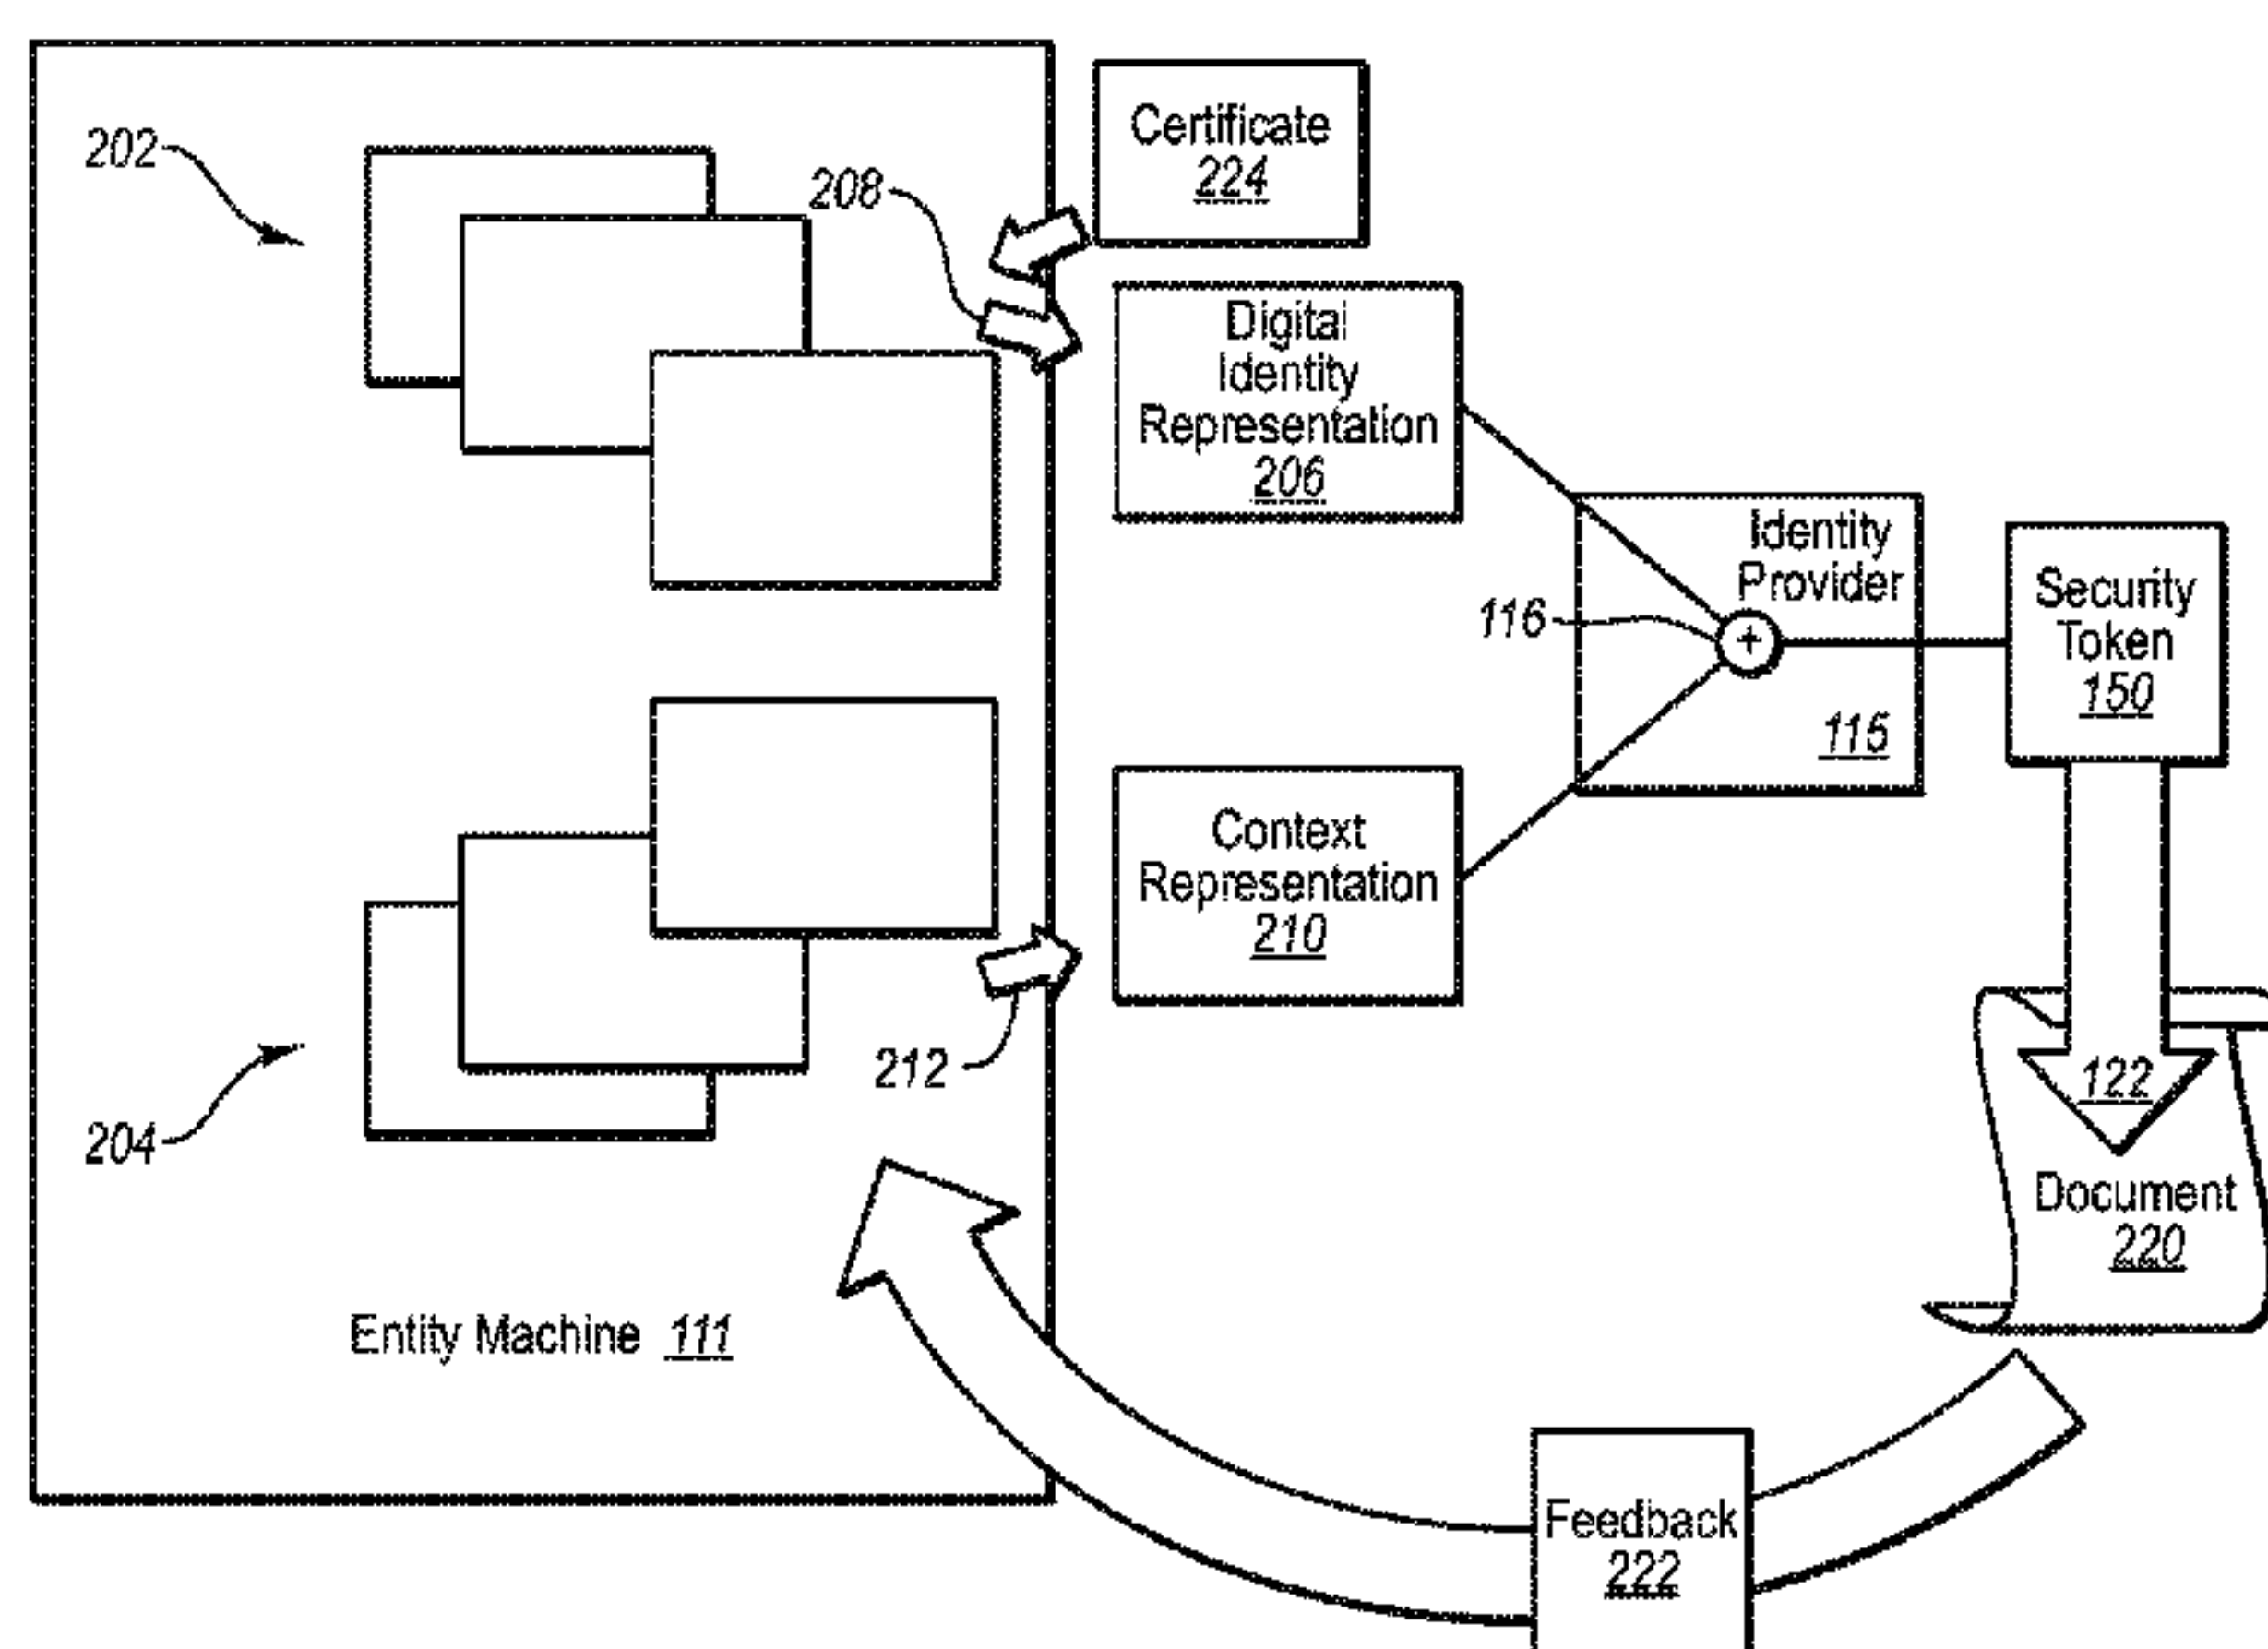 202
208
Certificate
224
Digital
Identity
Representation
206
Identity
Provider
116
115
Security
Token
150
Context
Representation
210
212
204
122
Document
220
Entity Machine 111
Feedback
222